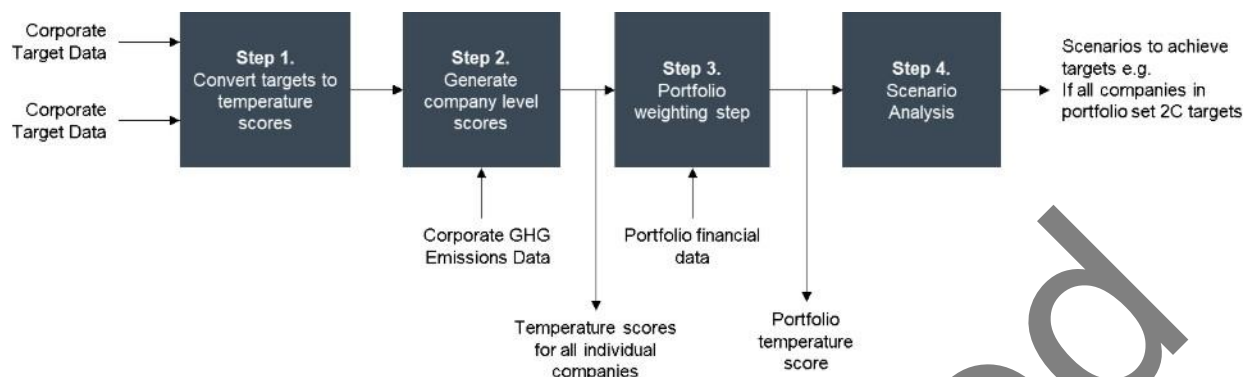 Corporate
Target Data
Corporate
Target Data
Step 1.
Convert targets to
temperature
scores
Step 2.
Generate
company level
scores
Step 3.
Portfolio
weighting step
Step 4.
Scenario
Analysis
Scenarios to achieve
targets e.g.
If all companies in
portfolio set 2C targets
Corporate GHG
Emissions Data
Portfolio financial
data
Temperature scores
for all individual
companies
Portfolio
temperature
score